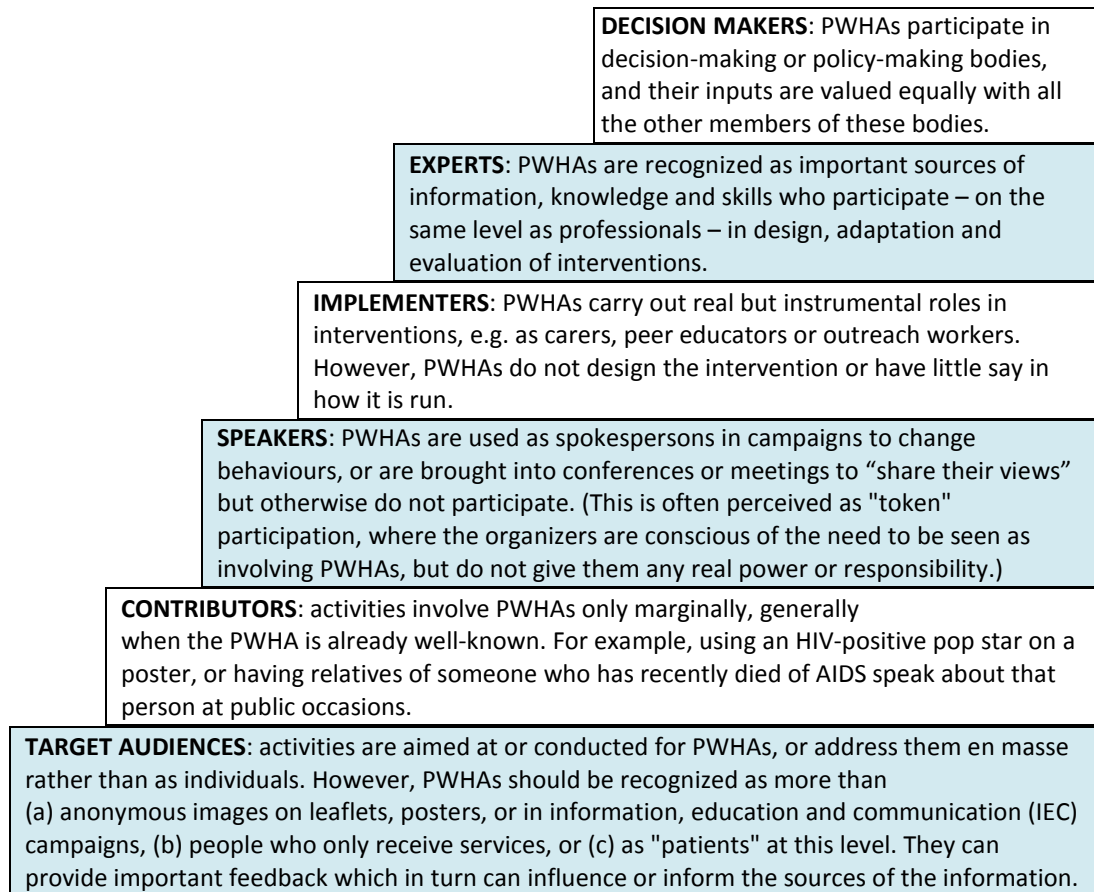 DECISION MAKERS: PWHAs participate in
decision-making or policy-making bodies,
and their inputs are valued equally with all
the other members of these bodies.
EXPERTS: PWHAs are recognized as important sources of
information, knowledge and skills who participate – on the
same level as professionals – in design, adaptation and
evaluation of interventions.
IMPLEMENTERS: PWHAs carry out real but instrumental roles in
interventions, e.g. as carers, peer educators or outreach workers.
However, PWHAs do not design the intervention or have little say in
how it is run.
SPEAKERS: PWHAs are used as spokespersons in campaigns to change
behaviours, or are brought into conferences or meetings to “share their views”
but otherwise do not participate. (This is often perceived as "token"
participation, where the organizers are conscious of the need to be seen as
involving PWHAs, but do not give them any real power or responsibility.)
CONTRIBUTORS: activities involve PWHAs only marginally, generally
when the PWHA is already well-known. For example, using an HIV-positive pop star on a
poster, or having relatives of someone who has recently died of AIDS speak about that
person at public occasions.
TARGET AUDIENCES: activities are aimed at or conducted for PWHAs, or address them en masse
rather than as individuals. However, PWHAs should be recognized as more than
(a) anonymous images on leaflets, posters, or in information, education and communication (IEC)
campaigns, (b) people who only receive services, or (c) as "patients" at this level. They can
provide important feedback which in turn can influence or inform the sources of the information.